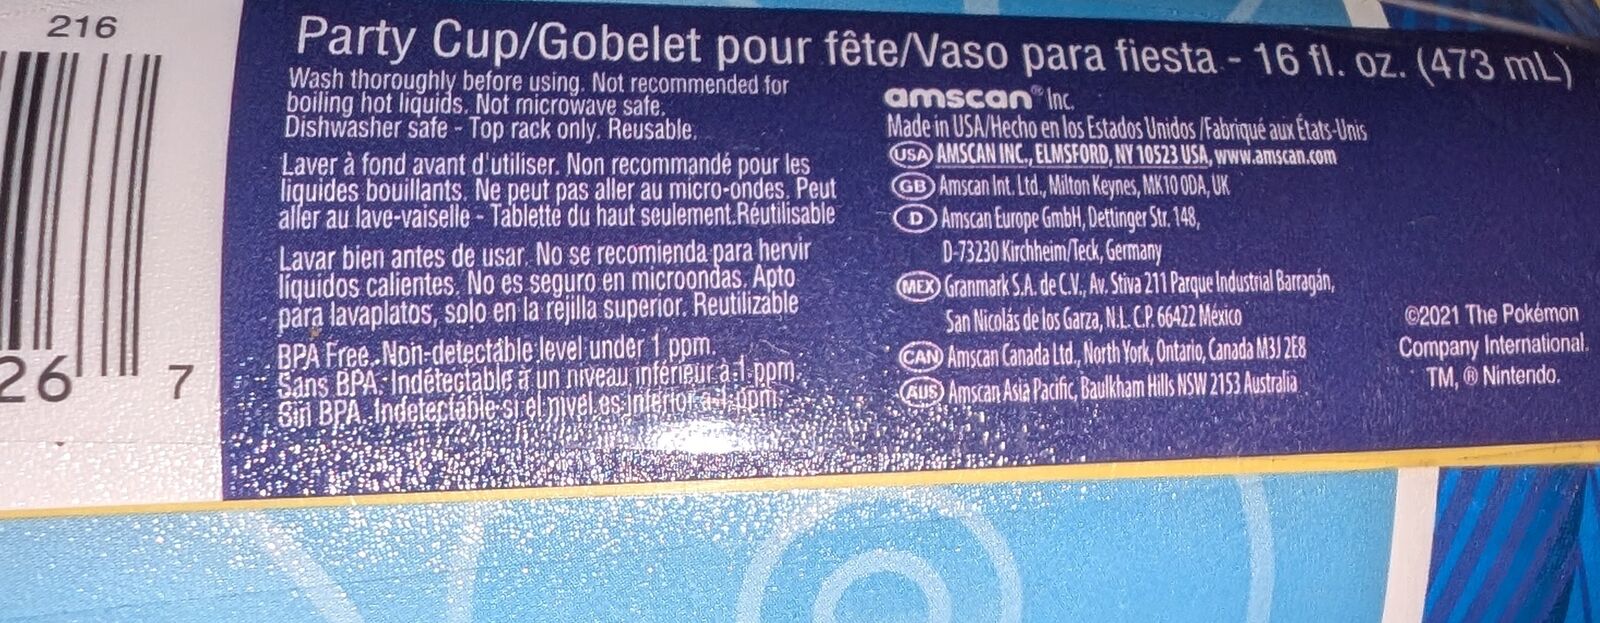 216
26 7
Party Cup/Gobelet pour fête/Vaso para fiesta - 16 fl. oz. (473 mL)
Wash thoroughly before using. Not recommended for
boiling hot liquids. Not microwave safe.
Dishwasher safe - Top rack only. Reusable.
Laver à fond avant d'utiliser. Non recommandé pour les
liquides bouillants. Ne peut pas aller au micro-ondes. Peut
aller au lave-vaiselle - Tablette du haut seulement.Réutilisable
Lavar bien antes de usar. No se recomienda para hervir
líquidos calientes. No es seguro en microondas. Apto
para lavaplatos, solo en la rejilla superior. Reutilizable
BPA Free. Non-detectable level under 1 ppm.
Sans BPA. Indétectable à un niveau inférieur à 1 ppm.
Sin BPA. Indetectable si el nivel es inferior a 1 ppm.
amscan® Inc.
Made in USA/Hecho en los Estados Unidos /Fabriqué aux États-Unis
USA AMSCAN INC., ELMSFORD, NY 10523 USA, www.amscan.com
GB Amscan Int. Ltd., Milton Keynes, MK10 0DA, UK
D Amscan Europe GmbH, Dettinger Str. 148,
D-73230 Kirchheim/Teck, Germany
MEX Granmark S.A. de C.V., Av. Stiva 211 Parque Industrial Barragán,
San Nicolás de los Garza, N.L. C.P. 66422 México
CAN Amscan Canada Ltd., North York, Ontario, Canada M3J 2E8
AUS Amscan Asia Pacific, Baulkham Hills NSW 2153 Australia
©2021 The Pokémon
Company International.
TM, ® Nintendo.